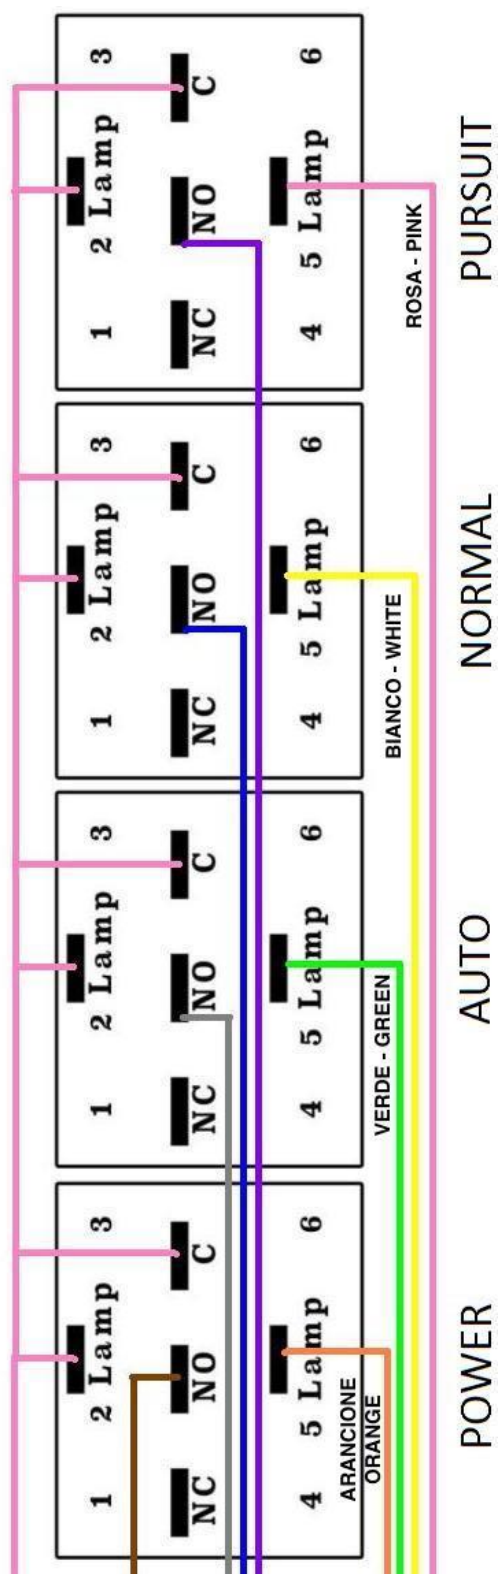 3
C
6
2 Lamp
NO
5 Lamp
1
NC
4
ROSA - PINK
PURSUIT
3
C
6
2 Lamp
NO
5 Lamp
1
NC
4
BIANCO - WHITE
NORMAL
3
C
6
2 Lamp
NO
5 Lamp
1
NC
4
VERDE - GREEN
AUTO
3
C
6
2 Lamp
NO
5 Lamp
1
NC
4
ARANCIONE
ORANGE
POWER